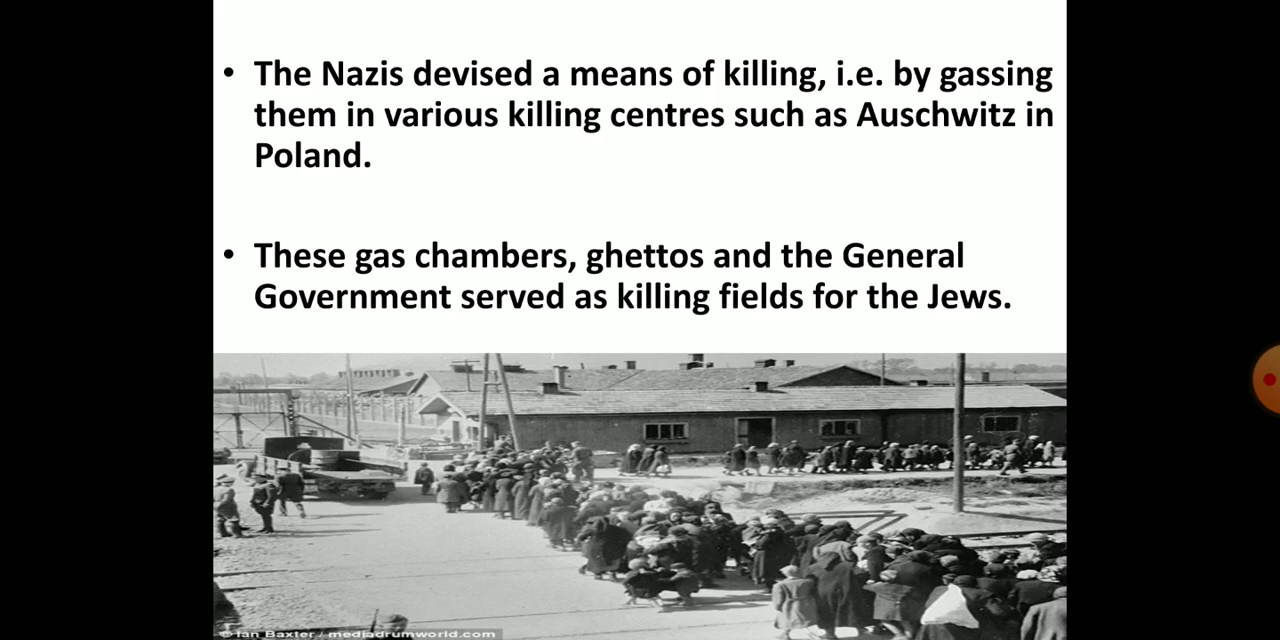 • The Nazis devised a means of killing, i.e. by gassing
them in various killing centres such as Auschwitz in
Poland.
• These gas chambers, ghettos and the General
Government served as killing fields for the Jews.
© Ian Baxter / mediadrumworld.com